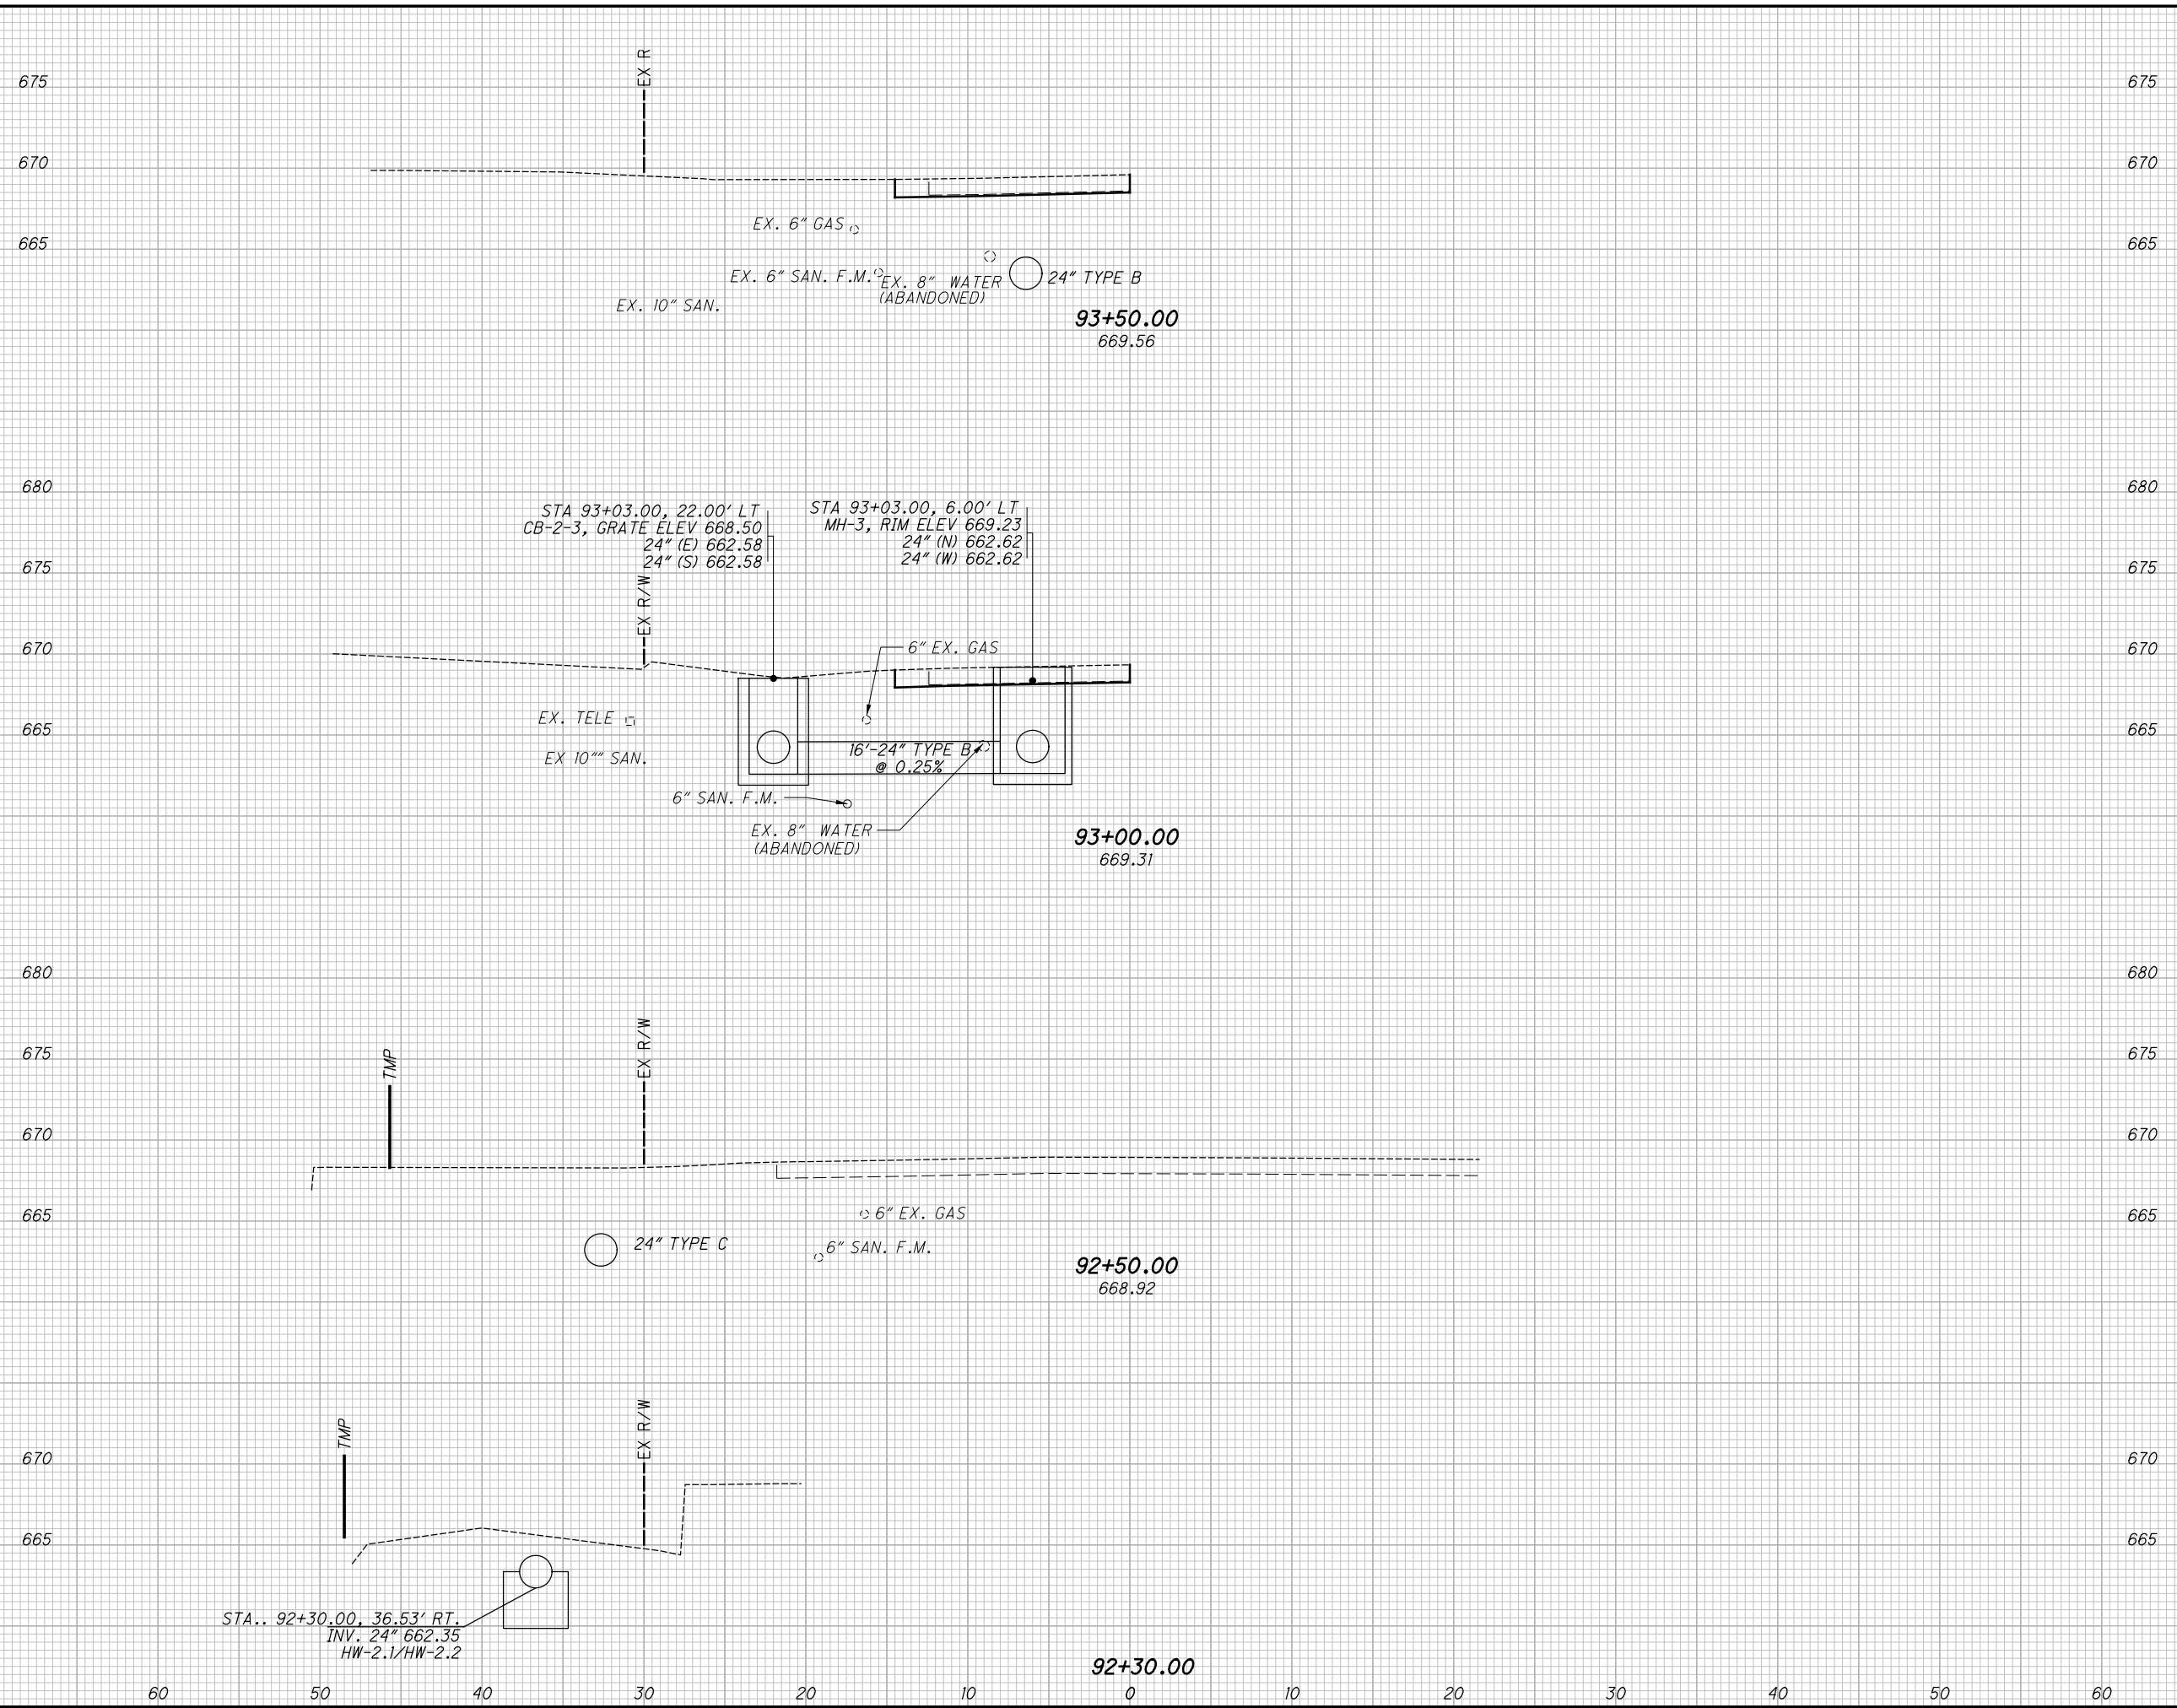 EX R
675 675
670 670
EX. 6" GAS
665 665
EX. 6" SAN. F.M.
EX. 8" WATER
(ABANDONED)
24" TYPE B
EX. 10" SAN.
93+50.00
669.56
680 680
STA 93+03.00, 22.00' LT
CB-2-3, GRATE ELEV 668.50
24" (E) 662.58
24" (S) 662.58
STA 93+03.00, 6.00' LT
MH-3, RIM ELEV 669.23
24" (N) 662.62
24" (W) 662.62
675 675
EX R/W
670 670
6" EX. GAS
EX. TELE
665 665
EX 10"" SAN.
16'-24" TYPE B
@ 0.25%
6" SAN. F.M.
EX. 8" WATER
(ABANDONED)
93+00.00
669.31
680 680
TMP
EX R/W
675 675
670 670
665 665
6" EX. GAS
24" TYPE C
6" SAN. F.M.
92+50.00
668.92
TMP
EX R/W
670 670
665 665
STA.. 92+30.00, 36.53' RT.
INV. 24" 662.35
HW-2.1/HW-2.2
92+30.00
60 50 40 30 20 10 0 10 20 30 40 50 60